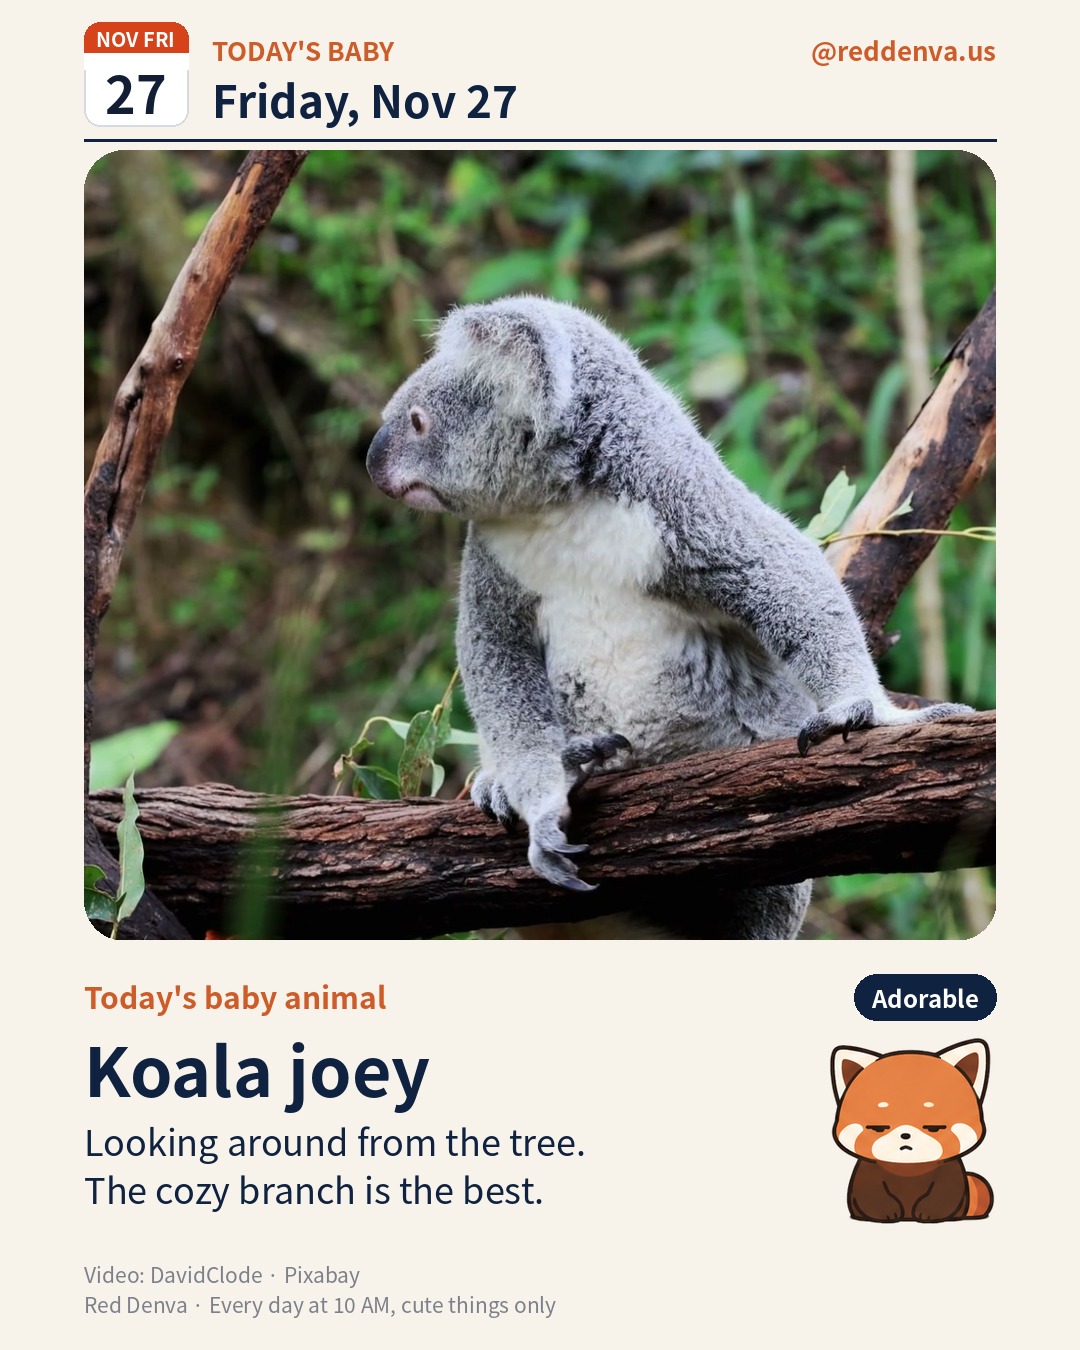 NOV FRI
27
TODAY'S BABY
Friday, Nov 27
@reddenva.us
Today's baby animal
Adorable
Koala joey
Looking around from the tree.
The cozy branch is the best.
Video: DavidClode · Pixabay
Red Denva · Every day at 10 AM, cute things only